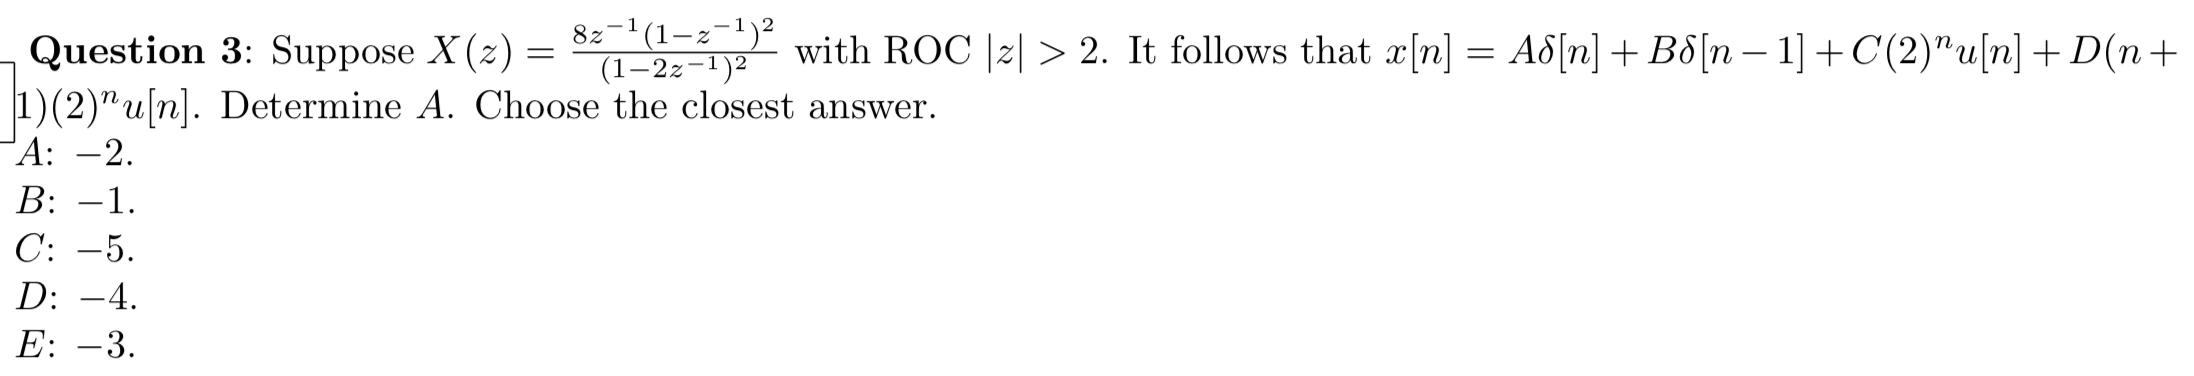 Question 3: Suppose X(z) = \frac{8z^{-1}(1-z^{-1})^2}{(1-2z^{-1})^2} with ROC |z| > 2. It follows that x[n] = Aδ[n] + Bδ[n − 1] + C(2)^n u[n] + D(n +
1)(2)^n u[n]. Determine A. Choose the closest answer.
A: −2.
B: −1.
C: −5.
D: −4.
E: −3.